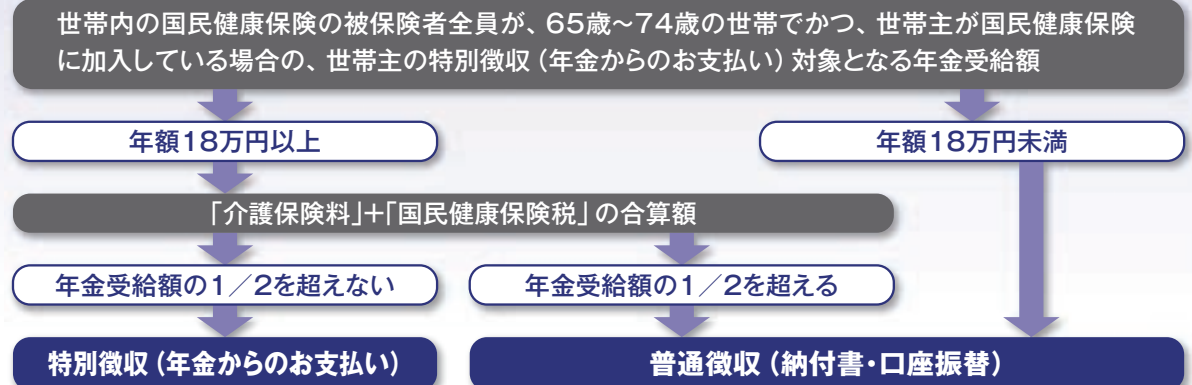 世帯内の国民健康保険の被保険者全員が、65歳～74歳の世帯でかつ、世帯主が国民健康保険
に加入している場合の、世帯主の特別徴収（年金からのお支払い）対象となる年金受給額
年額18万円以上
年額18万円未満
「介護保険料」＋「国民健康保険税」の合算額
年金受給額の1／2を超えない
年金受給額の1／2を超える
特別徴収（年金からのお支払い）
普通徴収（納付書・口座振替）